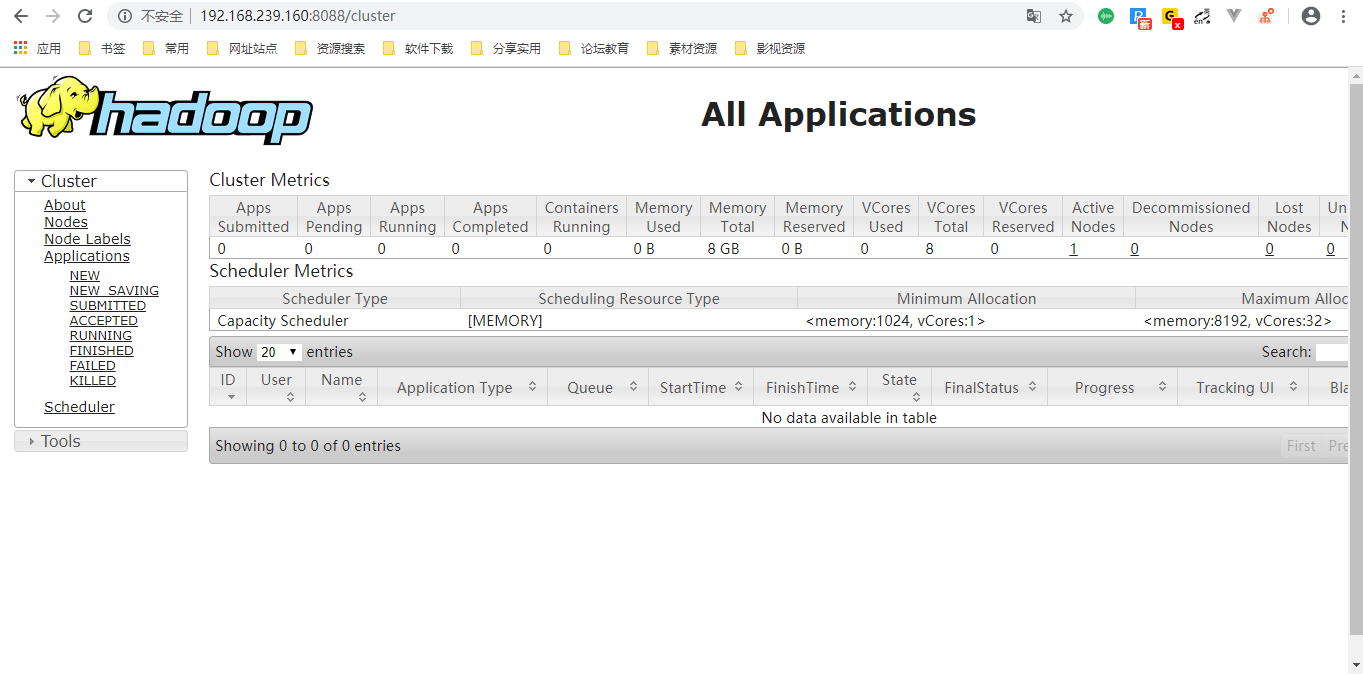 不安全 192.168.239.160:8088/cluster
应用 书签 常用 网址站点 资源搜索 软件下载 分享实用 论坛教育 素材资源 影视资源
hadoop
All Applications
Cluster
About
Nodes
Node Labels
Applications
NEW
NEW_SAVING
SUBMITTED
ACCEPTED
RUNNING
FINISHED
FAILED
KILLED
Scheduler
Tools
Cluster Metrics
Apps Apps Apps Apps Containers Memory Memory Memory VCores VCores VCores Active Decommissioned Lost Un
Submitted Pending Running Completed Running Used Total Reserved Used Total Reserved Nodes Nodes Nodes N
0 0 0 0 0 0 B 8 GB 0 B 0 8 0 1 0 0 0
Scheduler Metrics
Scheduler Type Scheduling Resource Type Minimum Allocation Maximum Alloc
Capacity Scheduler [MEMORY] <memory:1024, vCores:1> <memory:8192, vCores:32>
Show 20 entries Search:
ID User Name Application Type Queue StartTime FinishTime State FinalStatus Progress Tracking UI Bla
No data available in table
Showing 0 to 0 of 0 entries First Pre